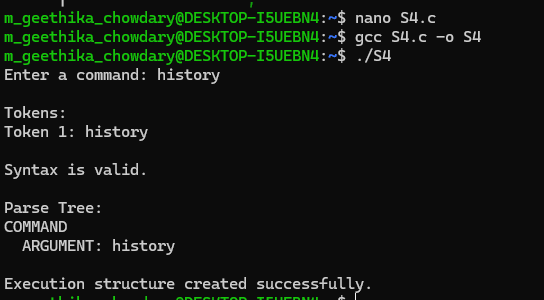 m_geethika_chowdary@DESKTOP-I5UEBN4:~$ nano S4.c
m_geethika_chowdary@DESKTOP-I5UEBN4:~$ gcc S4.c -o S4
m_geethika_chowdary@DESKTOP-I5UEBN4:~$ ./S4
Enter a command: history
Tokens:
Token 1: history
Syntax is valid.
Parse Tree:
COMMAND
  ARGUMENT: history
Execution structure created successfully.